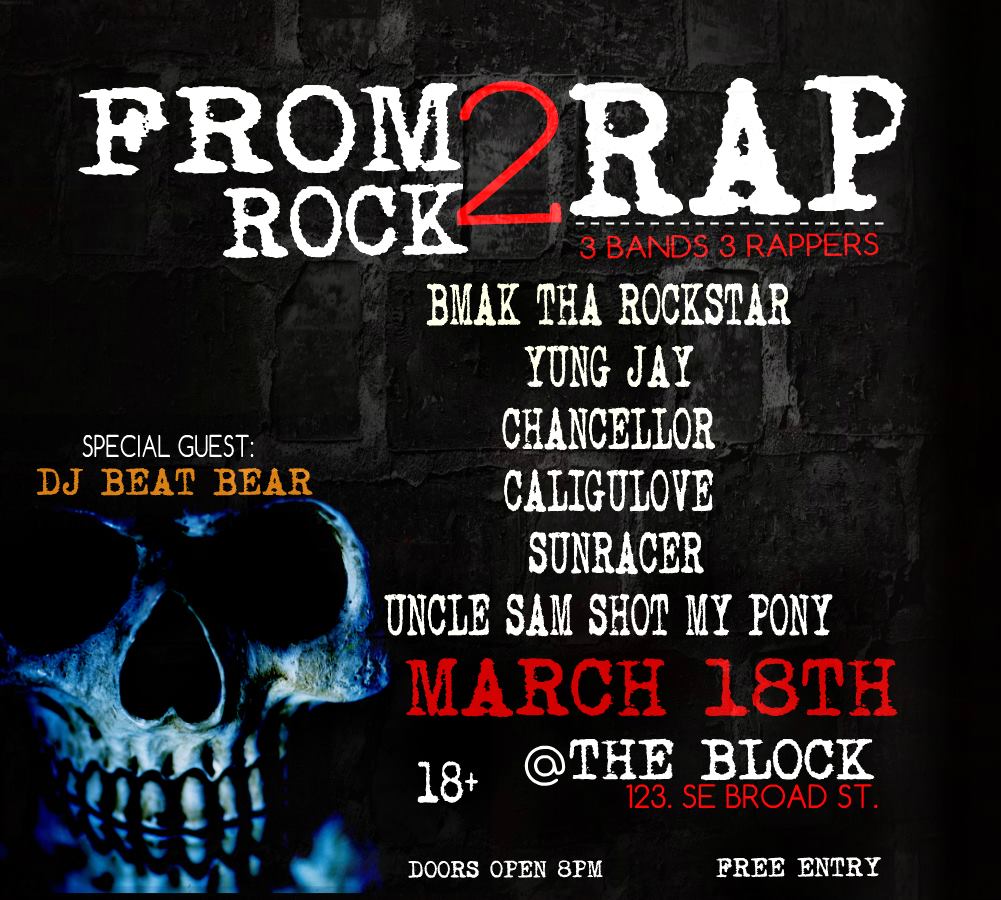 FROM
ROCK
2
RAP
3 BANDS 3 RAPPERS
BMAK THA ROCKSTAR
YUNG JAY
CHANCELLOR
CALIGULOVE
SUNRACER
UNCLE SAM SHOT MY PONY
SPECIAL GUEST:
DJ BEAT BEAR
MARCH 18TH
18+
@THE BLOCK
123. SE BROAD ST.
DOORS OPEN 8PM
FREE ENTRY